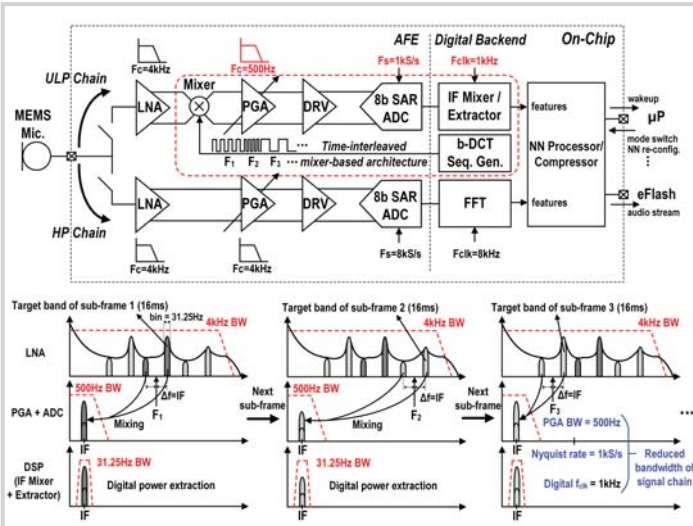 AFE
Digital Backend
On-Chip
Fc=4kHz
Fc=500Hz
Fs=1kS/s
Fclk=1kHz
ULP Chain
Mixer
LNA
PGA
DRV
8b SAR
ADC
IF Mixer /
Extractor
features
wakeup
µP
MEMS
Mic.
Time-interleaved
F1 F2 F3 ... mixer-based architecture
b-DCT
Seq. Gen.
NN Processor/
Compressor
mode switch
NN re-config.
LNA
PGA
DRV
8b SAR
ADC
FFT
features
eFlash
audio stream
HP Chain
Fc=4kHz
Fc=4kHz
Fs=8kS/s
Fclk=8kHz
Target band of sub-frame 1 (16ms)
bin = 31.25Hz
4kHz BW
LNA
Δf=IF
F1
500Hz BW
PGA + ADC
Mixing
IF
31.25Hz BW
DSP
(IF Mixer
+ Extractor)
Digital power extraction
IF
Next
sub-frame
Target band of sub-frame 2 (16ms)
4kHz BW
Δf=IF
F2
500Hz BW
Mixing
IF
31.25Hz BW
Digital power extraction
IF
Next
sub-frame
Target band of sub-frame 3 (16ms)
4kHz BW
Δf=IF
F3
IF
PGA BW = 500Hz
Nyquist rate = 1kS/s
Digital fclk = 1kHz
Reduced
bandwidth of
signal chain
IF
...